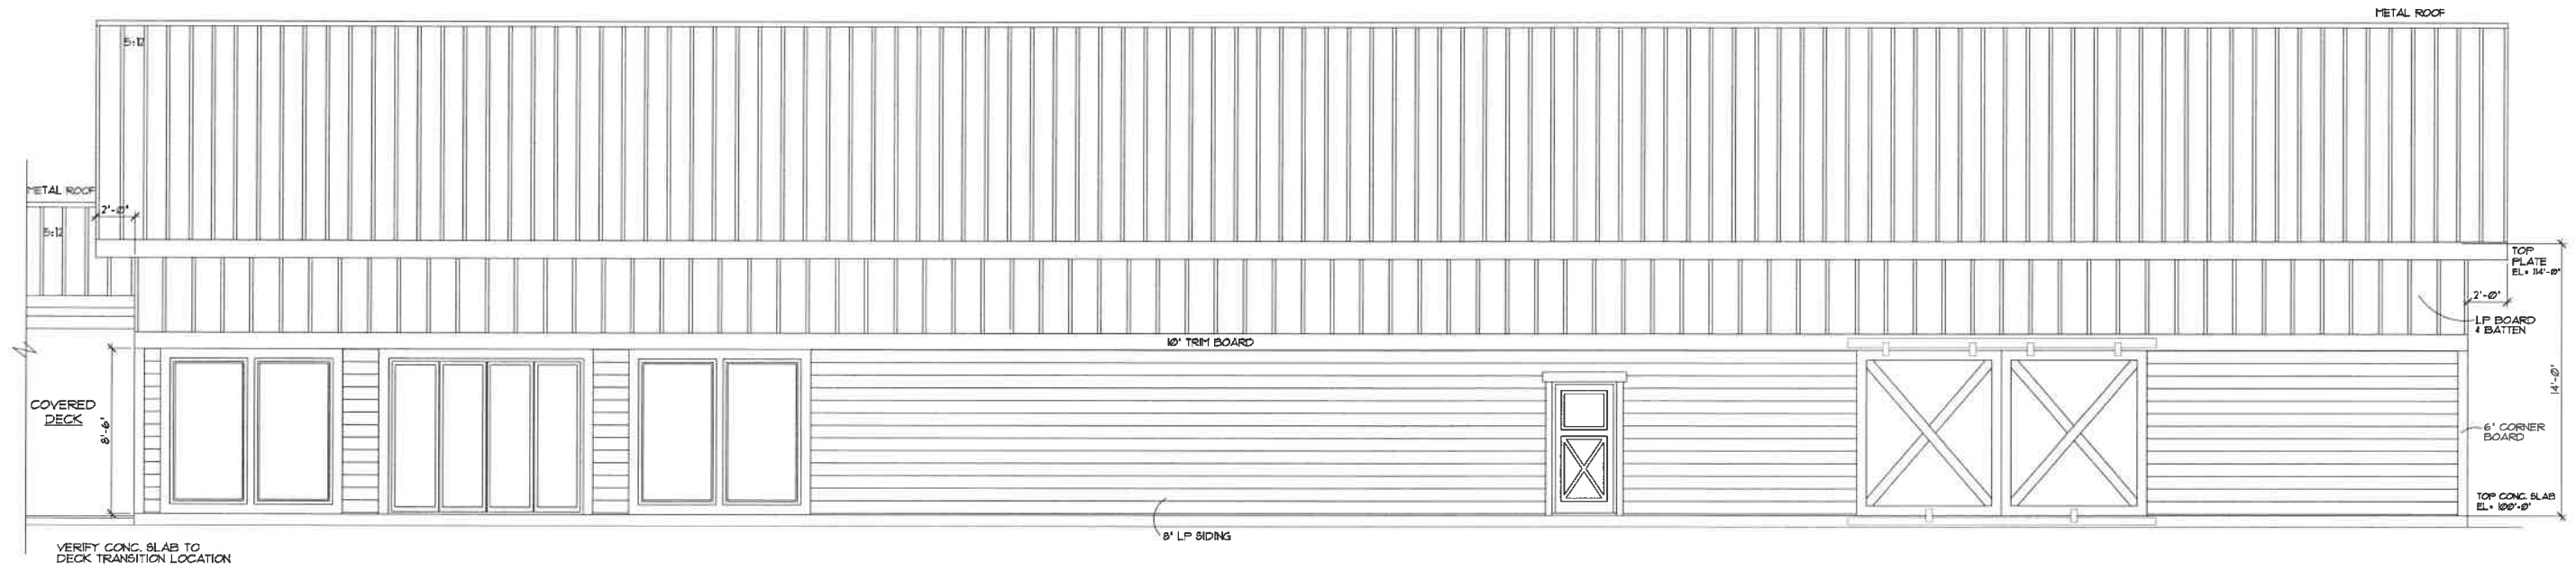 METAL ROOF
5:12
METAL ROOF
2'-0"
5:12
TOP
PLATE
EL= 114'-0"
2'-0"
LP BOARD
& BATTEN
10" TRIM BOARD
14'-0"
COVERED
DECK
8'-6"
6" CORNER
BOARD
TOP CONC. SLAB
EL= 100'-0"
8" LP SIDING
VERIFY CONC. SLAB TO
DECK TRANSITION LOCATION